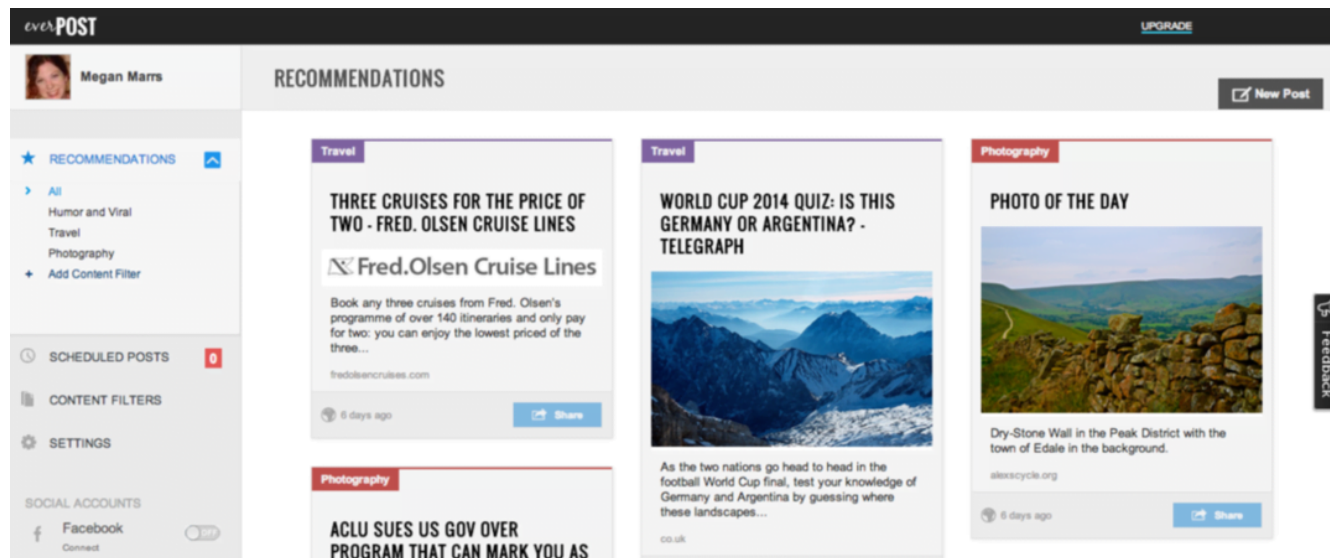 everPOST
UPGRADE
Megan Marrs
RECOMMENDATIONS
New Post
RECOMMENDATIONS
All
Humor and Viral
Travel
Photography
+ Add Content Filter
SCHEDULED POSTS 0
CONTENT FILTERS
SETTINGS
SOCIAL ACCOUNTS
Facebook
OFF
Connect
Travel
THREE CRUISES FOR THE PRICE OF
TWO - FRED. OLSEN CRUISE LINES
Fred.Olsen Cruise Lines
Book any three cruises from Fred. Olsen's
programme of over 140 itineraries and only pay
for two: you can enjoy the lowest priced of the
three...
fredolsencruises.com
6 days ago
Share
Photography
ACLU SUES US GOV OVER
PROGRAM THAT CAN MARK YOU AS
Travel
WORLD CUP 2014 QUIZ: IS THIS
GERMANY OR ARGENTINA? -
TELEGRAPH
As the two nations go head to head in the
football World Cup final, test your knowledge of
Germany and Argentina by guessing where
these landscapes...
co.uk
Photography
PHOTO OF THE DAY
Dry-Stone Wall in the Peak District with the
town of Edale in the background.
alexscycle.org
6 days ago
Share
Feedback